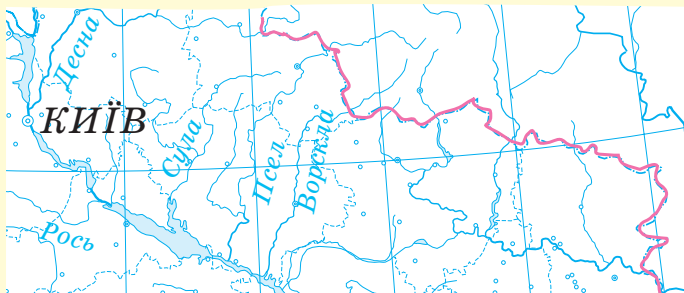 Десна
КИЇВ
Сула
Псел
Ворскла
Рось